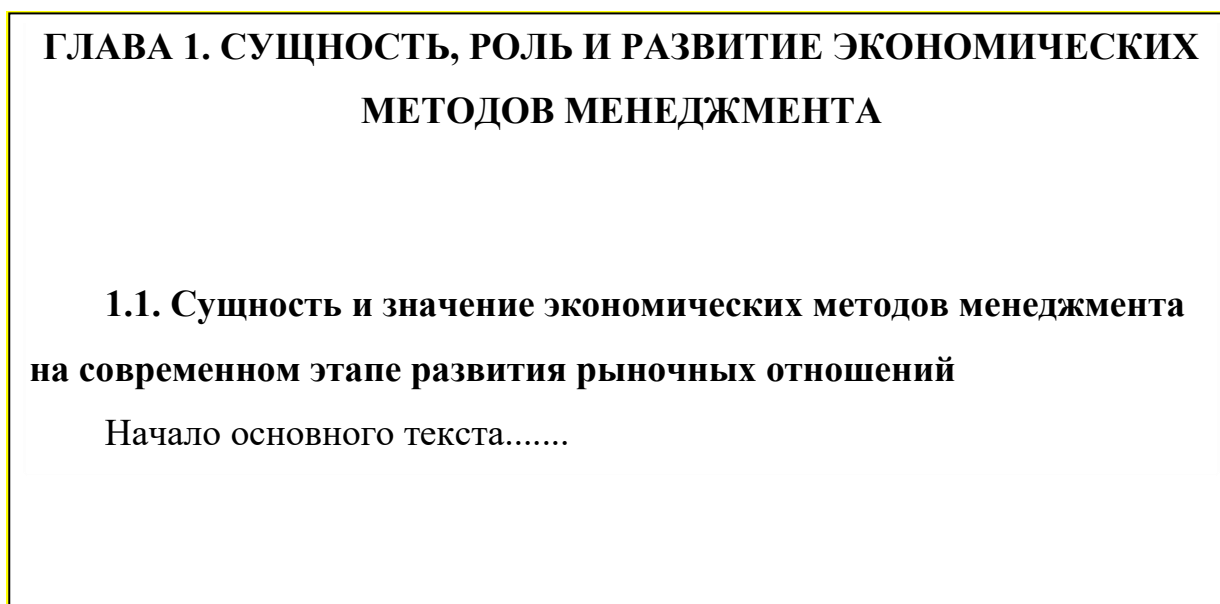 ГЛАВА 1. СУЩНОСТЬ, РОЛЬ И РАЗВИТИЕ ЭКОНОМИЧЕСКИХ
МЕТОДОВ МЕНЕДЖМЕНТА
1.1. Сущность и значение экономических методов менеджмента
на современном этапе развития рыночных отношений
Начало основного текста.......